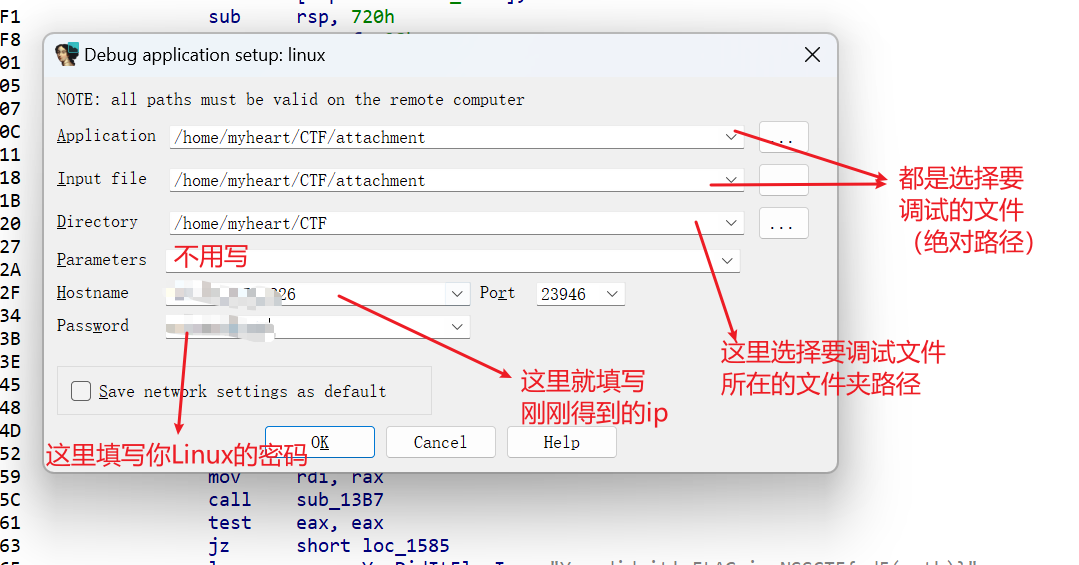 F1 sub rsp, 720h
F8
01
Debug application setup: linux
05
NOTE: all paths must be valid on the remote computer
07
0C
Application /home/myheart/CTF/attachment ...
11
18
Input file /home/myheart/CTF/attachment
都是选择要
调试的文件
(绝对路径)
1B
20
Directory /home/myheart/CTF ...
27
2A
Parameters 不用写
2F
Hostname 026 Port 23946
34
Password
3B
3E
这里选择要调试文件
所在的文件夹路径
45
Save network settings as default
这里就填写
刚刚得到的ip
48
4D
OK Cancel Help
52
这里填写你Linux的密码
59 mov rdi, rax
5C call sub_13B7
61 test eax, eax
63 jz short loc_1585